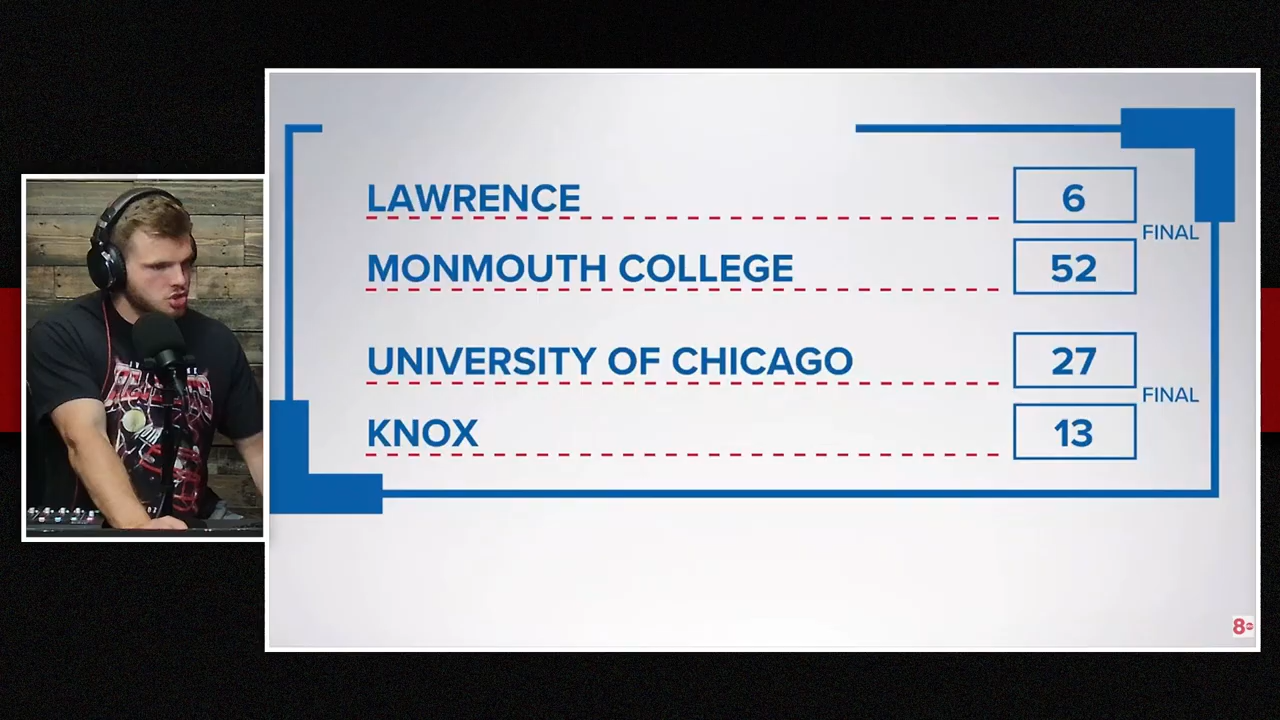 LAWRENCE 6
FINAL
MONMOUTH COLLEGE 52
UNIVERSITY OF CHICAGO 27
FINAL
KNOX 13
8